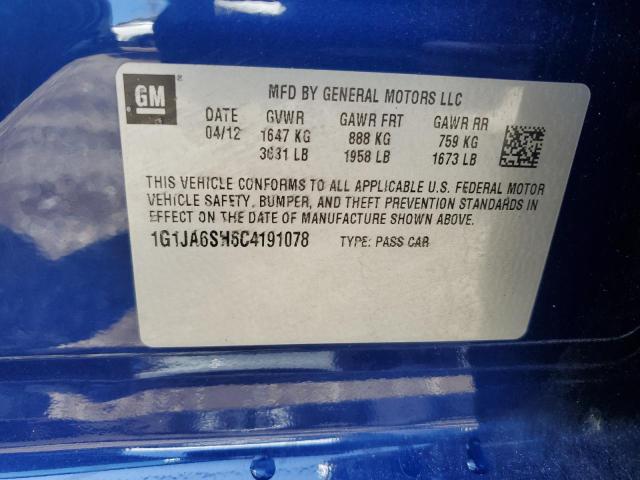 GM
MFD BY GENERAL MOTORS LLC
DATE GVWR GAWR FRT GAWR RR
04/12 1647 KG 888 KG 759 KG
3631 LB 1958 LB 1673 LB
THIS VEHICLE CONFORMS TO ALL APPLICABLE U.S. FEDERAL MOTOR
VEHICLE SAFETY, BUMPER, AND THEFT PREVENTION STANDARDS IN
EFFECT ON THE DATE OF MANUFACTURE SHOWN ABOVE.
1G1JA6SH6C4191078 TYPE: PASS CAR